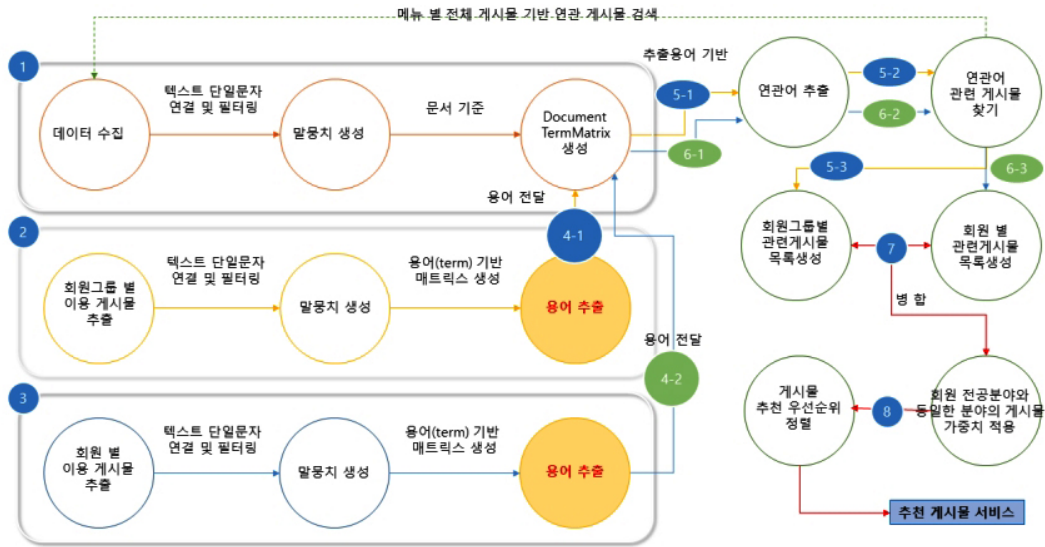 메뉴 별 전체 게시물 기반 연관 게시물 검색
1
데이터 수집
텍스트 단일문자
연결 및 필터링
말뭉치 생성
문서 기준
Document
TermMatrix
생성
추출용어 기반
5-1
6-1
연관어 추출
5-2
6-2
연관어
관련 게시물
찾기
5-3
6-3
용어 전달
4-1
2
회원그룹 별
이용 게시물
추출
텍스트 단일문자
연결 및 필터링
말뭉치 생성
용어(term) 기반
매트릭스 생성
용어 추출
회원그룹별
관련게시물
목록생성
7
회원 별
관련게시물
목록생성
병 합
용어 전달
4-2
3
회원 별
이용 게시물
추출
텍스트 단일문자
연결 및 필터링
말뭉치 생성
용어(term) 기반
매트릭스 생성
용어 추출
게시물
추천 우선순위
정렬
8
회원 전공분야와
동일한 분야의 게시물
가중치 적용
추천 게시물 서비스